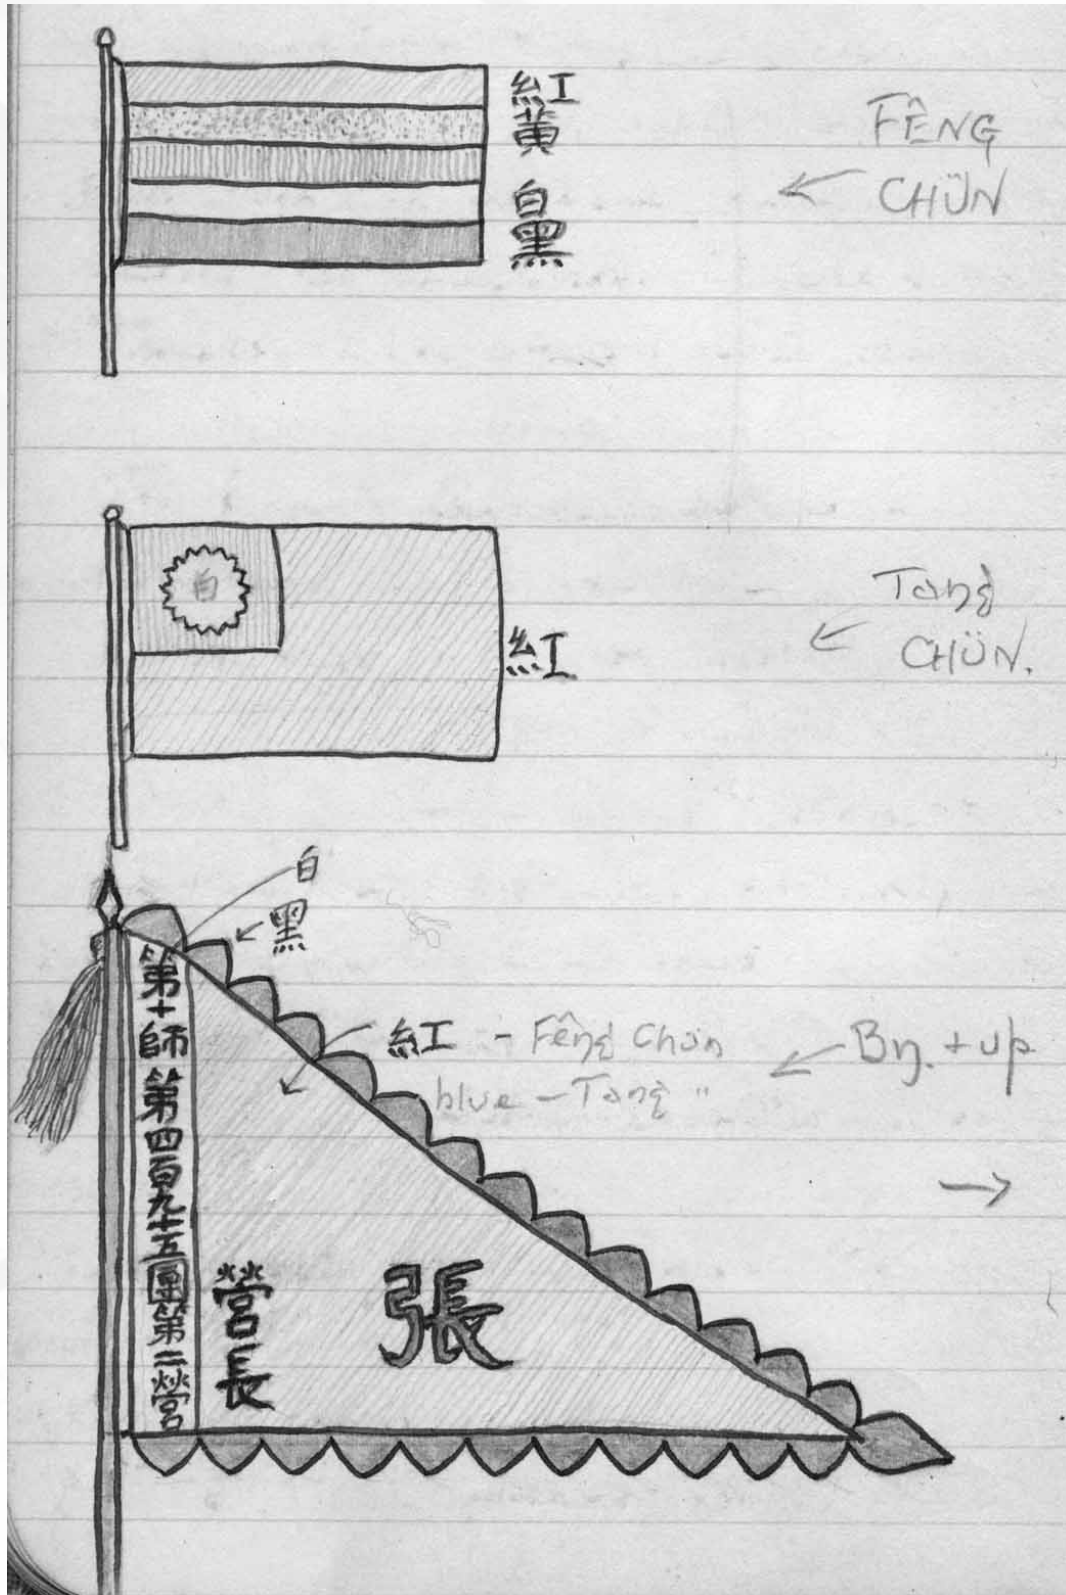 紅
黄
白
黑
FÊNG
CHÜN
白
紅
Tang
CHÜN.
白
黑
紅 - Fêng Chün
blue - Tang "
Bn. + up
第十師第四百九十五團第二營
營長
張